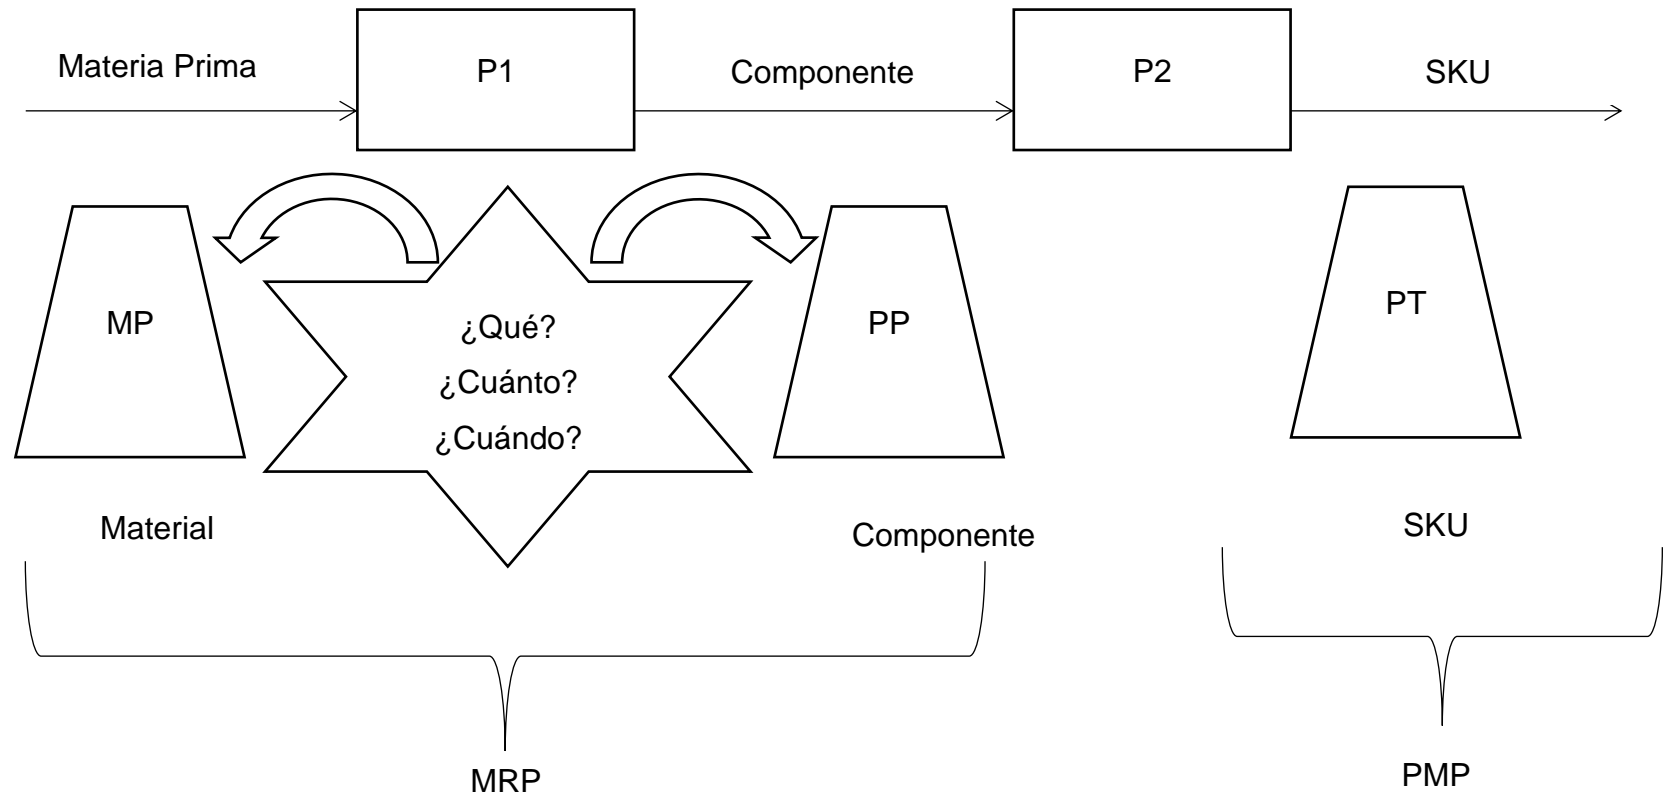 Materia Prima
P1
Componente
P2
SKU
MP
¿Qué?
¿Cuánto?
¿Cuándo?
PP
PT
Material
Componente
SKU
MRP
PMP